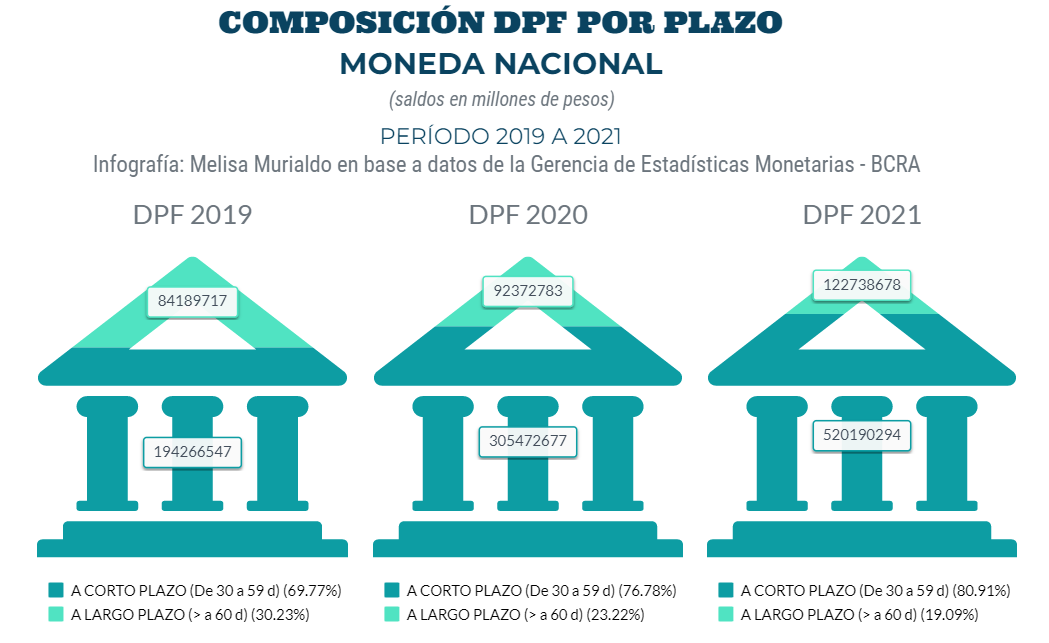 COMPOSICIÓN DPF POR PLAZO
MONEDA NACIONAL
(saldos en millones de pesos)
PERÍODO 2019 A 2021
Infografía: Melisa Murialdo en base a datos de la Gerencia de Estadísticas Monetarias - BCRA
DPF 2019
84189717
194266547
A CORTO PLAZO (De 30 a 59 d) (69.77%)
A LARGO PLAZO (> a 60 d) (30.23%)
DPF 2020
92372783
305472677
A CORTO PLAZO (De 30 a 59 d) (76.78%)
A LARGO PLAZO (> a 60 d) (23.22%)
DPF 2021
122738678
520190294
A CORTO PLAZO (De 30 a 59 d) (80.91%)
A LARGO PLAZO (> a 60 d) (19.09%)